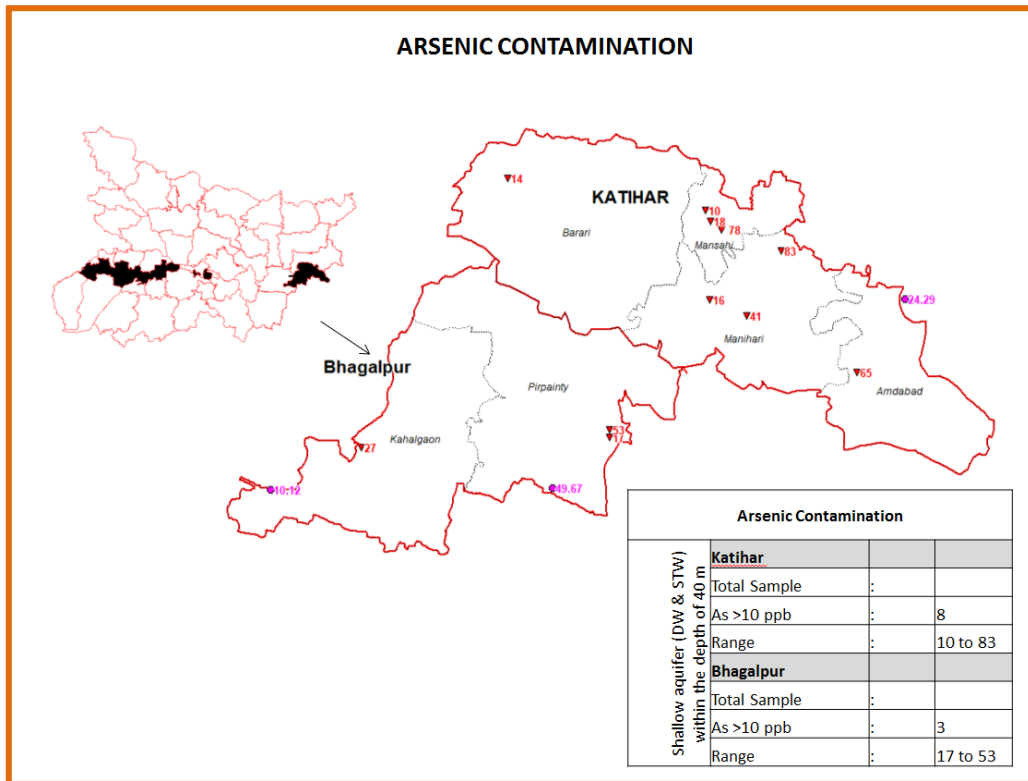 ARSENIC CONTAMINATION
14
KATIHAR
Barari
10
18
78
Mansahi
83
24.29
16
41
Manihari
Bhagalpur
65
Pirpainty
Amdabad
53
17
Kahalgaon
27
10.12
49.67
Arsenic Contamination
Shallow aquifer (DW & STW)
within the depth of 40 m
Katihar
Total Sample :
As >10 ppb : 8
Range : 10 to 83
Bhagalpur
Total Sample :
As >10 ppb : 3
Range : 17 to 53